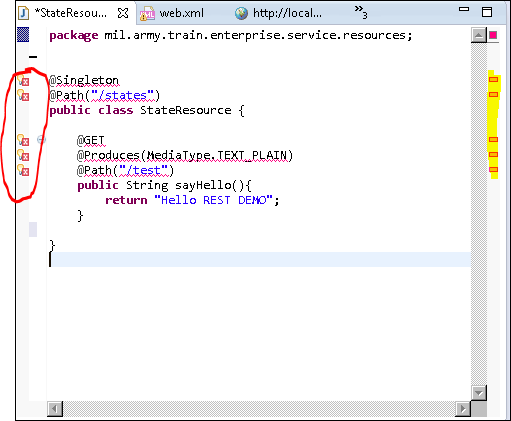 *StateResou...
web.xml
http://local...
»3
package mil.army.train.enterprise.service.resources;
@Singleton
@Path("/states")
public class StateResource {
@GET
@Produces(MediaType.TEXT_PLAIN)
@Path("/test")
public String sayHello(){
return "Hello REST DEMO";
}
}